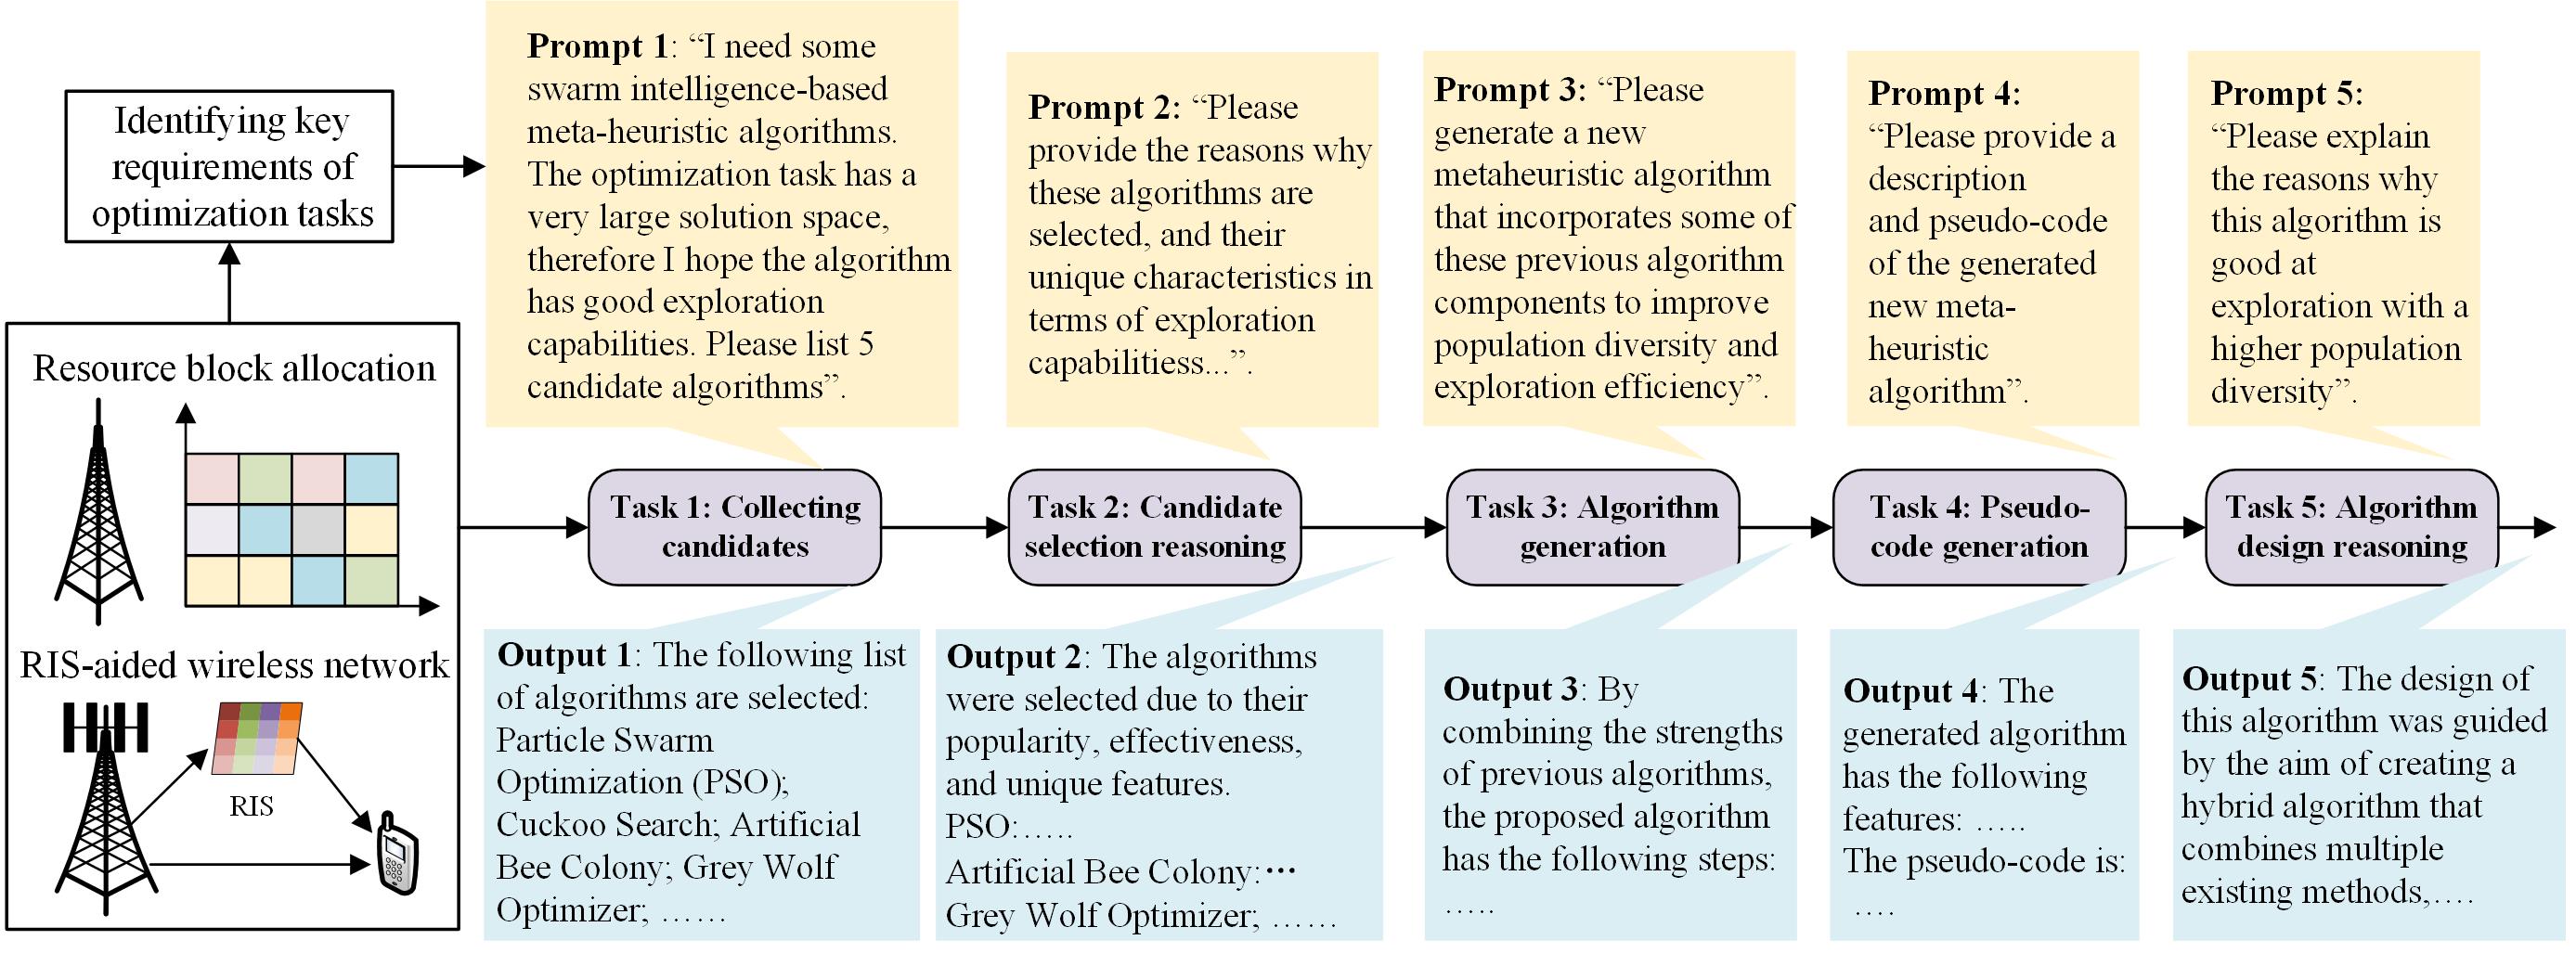 Identifying key
requirements of
optimization tasks
Resource block allocation
RIS-aided wireless network
RIS
Prompt 1: “I need some
swarm intelligence-based
meta-heuristic algorithms.
The optimization task has a
very large solution space,
therefore I hope the algorithm
has good exploration
capabilities. Please list 5
candidate algorithms”.
Prompt 2: “Please
provide the reasons why
these algorithms are
selected, and their
unique characteristics in
terms of exploration
capabilitiess...”.
Prompt 3: “Please
generate a new
metaheuristic algorithm
that incorporates some of
these previous algorithm
components to improve
population diversity and
exploration efficiency”.
Prompt 4:
“Please provide a
description
and pseudo-code
of the generated
new meta-
heuristic
algorithm”.
Prompt 5:
“Please explain
the reasons why
this algorithm is
good at
exploration with a
higher population
diversity”.
Task 1: Collecting
candidates
Task 2: Candidate
selection reasoning
Task 3: Algorithm
generation
Task 4: Pseudo-
code generation
Task 5: Algorithm
design reasoning
Output 1: The following list
of algorithms are selected:
Particle Swarm
Optimization (PSO);
Cuckoo Search; Artificial
Bee Colony; Grey Wolf
Optimizer; ……
Output 2: The algorithms
were selected due to their
popularity, effectiveness,
and unique features.
PSO:…..
Artificial Bee Colony:···
Grey Wolf Optimizer; ……
Output 3: By
combining the strengths
of previous algorithms,
the proposed algorithm
has the following steps:
…..
Output 4: The
generated algorithm
has the following
features: …..
The pseudo-code is:
….
Output 5: The design of
this algorithm was guided
by the aim of creating a
hybrid algorithm that
combines multiple
existing methods,….